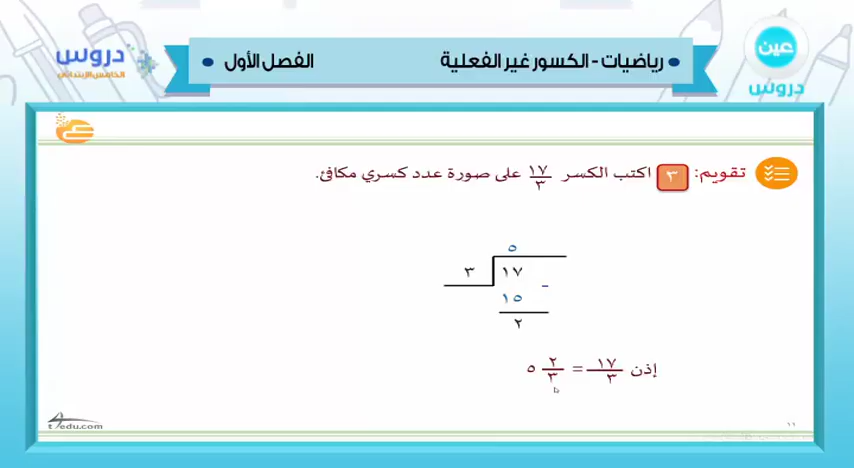 عين
دروس
رياضيات - الكسور غير الفعلية
الفصل الأول
دروس
الخامس الإبتدائي
تقويم: ٣ اكتب الكسر ١٧/٣ على صورة عدد كسري مكافئ.
٥
٣ ١٧
-
١٥
٢
إذن ١٧/٣ = ٢/٣ ٥
t4edu.com
١١